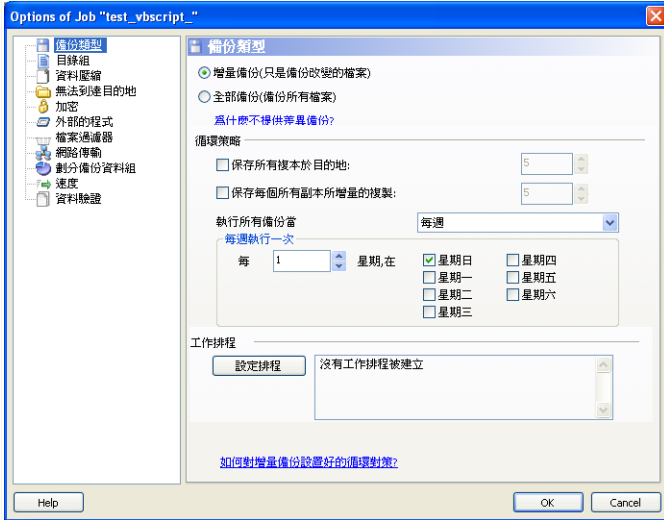 Options of Job "test_vbscript_"
備份類型
目錄組
資料壓縮
無法到達目的地
加密
外部的程式
檔案過濾器
網路傳輸
劃分備份資料組
速度
資料驗證
備份類型
增量備份(只是備份改變的檔案)
全部備份(備份所有檔案)
爲什麼不提供差異備份?
循環策略
保存所有複本於目的地:
5
保存每個所有副本所增量的複製:
5
執行所有備份當
每週
每週執行一次
每
1
星期,在
星期日
星期四
星期一
星期五
星期二
星期六
星期三
工作排程
設定排程
沒有工作排程被建立
如何對增量備份設置好的循環對策?
Help
OK
Cancel